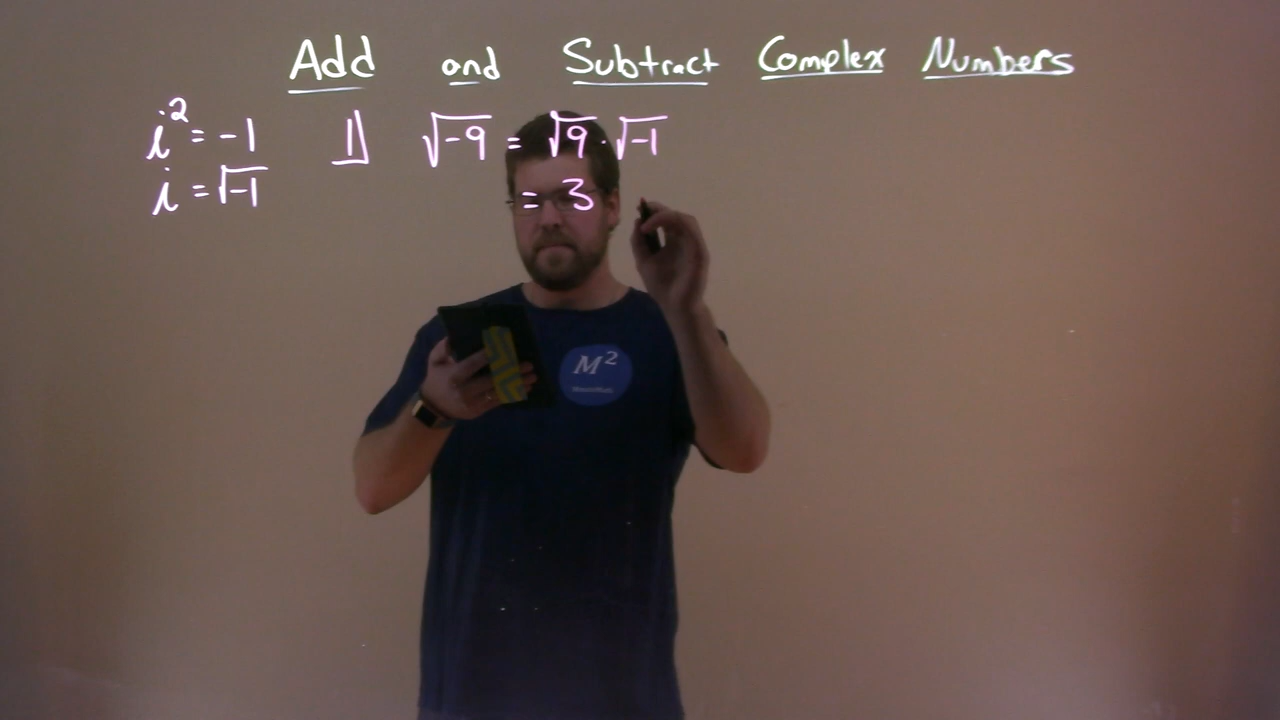 Add and Subtract Complex Numbers
i² = -1
i = √-1
1) √-9 = √9 · √-1
= 3
M²